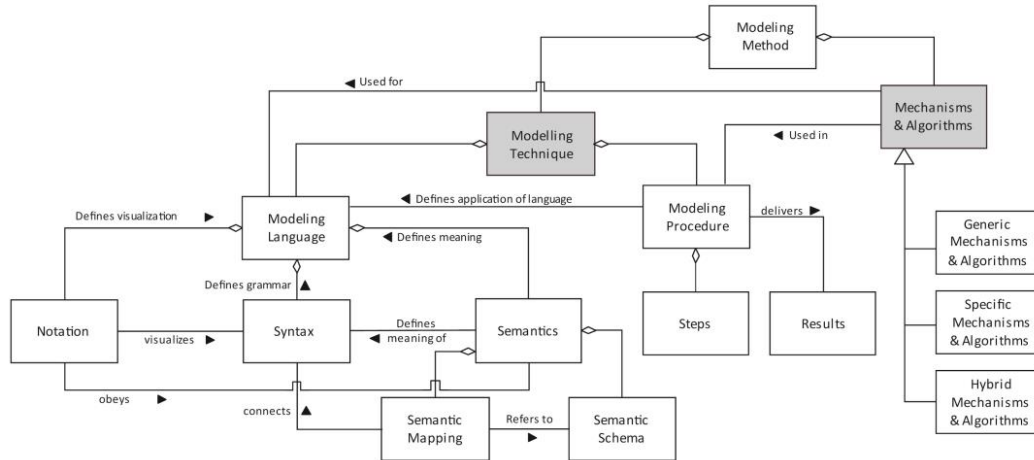 Modeling
Method
Used for
Mechanisms
& Algorithms
Modelling
Technique
Used in
Defines application of language
Modeling
Procedure
delivers
Defines visualization
Modeling
Language
Defines meaning
Generic
Mechanisms
& Algorithms
Defines grammar
Notation
visualizes
Syntax
Defines
meaning of
Semantics
Steps
Results
Specific
Mechanisms
& Algorithms
obeys
connects
Semantic
Mapping
Refers to
Semantic
Schema
Hybrid
Mechanisms
& Algorithms